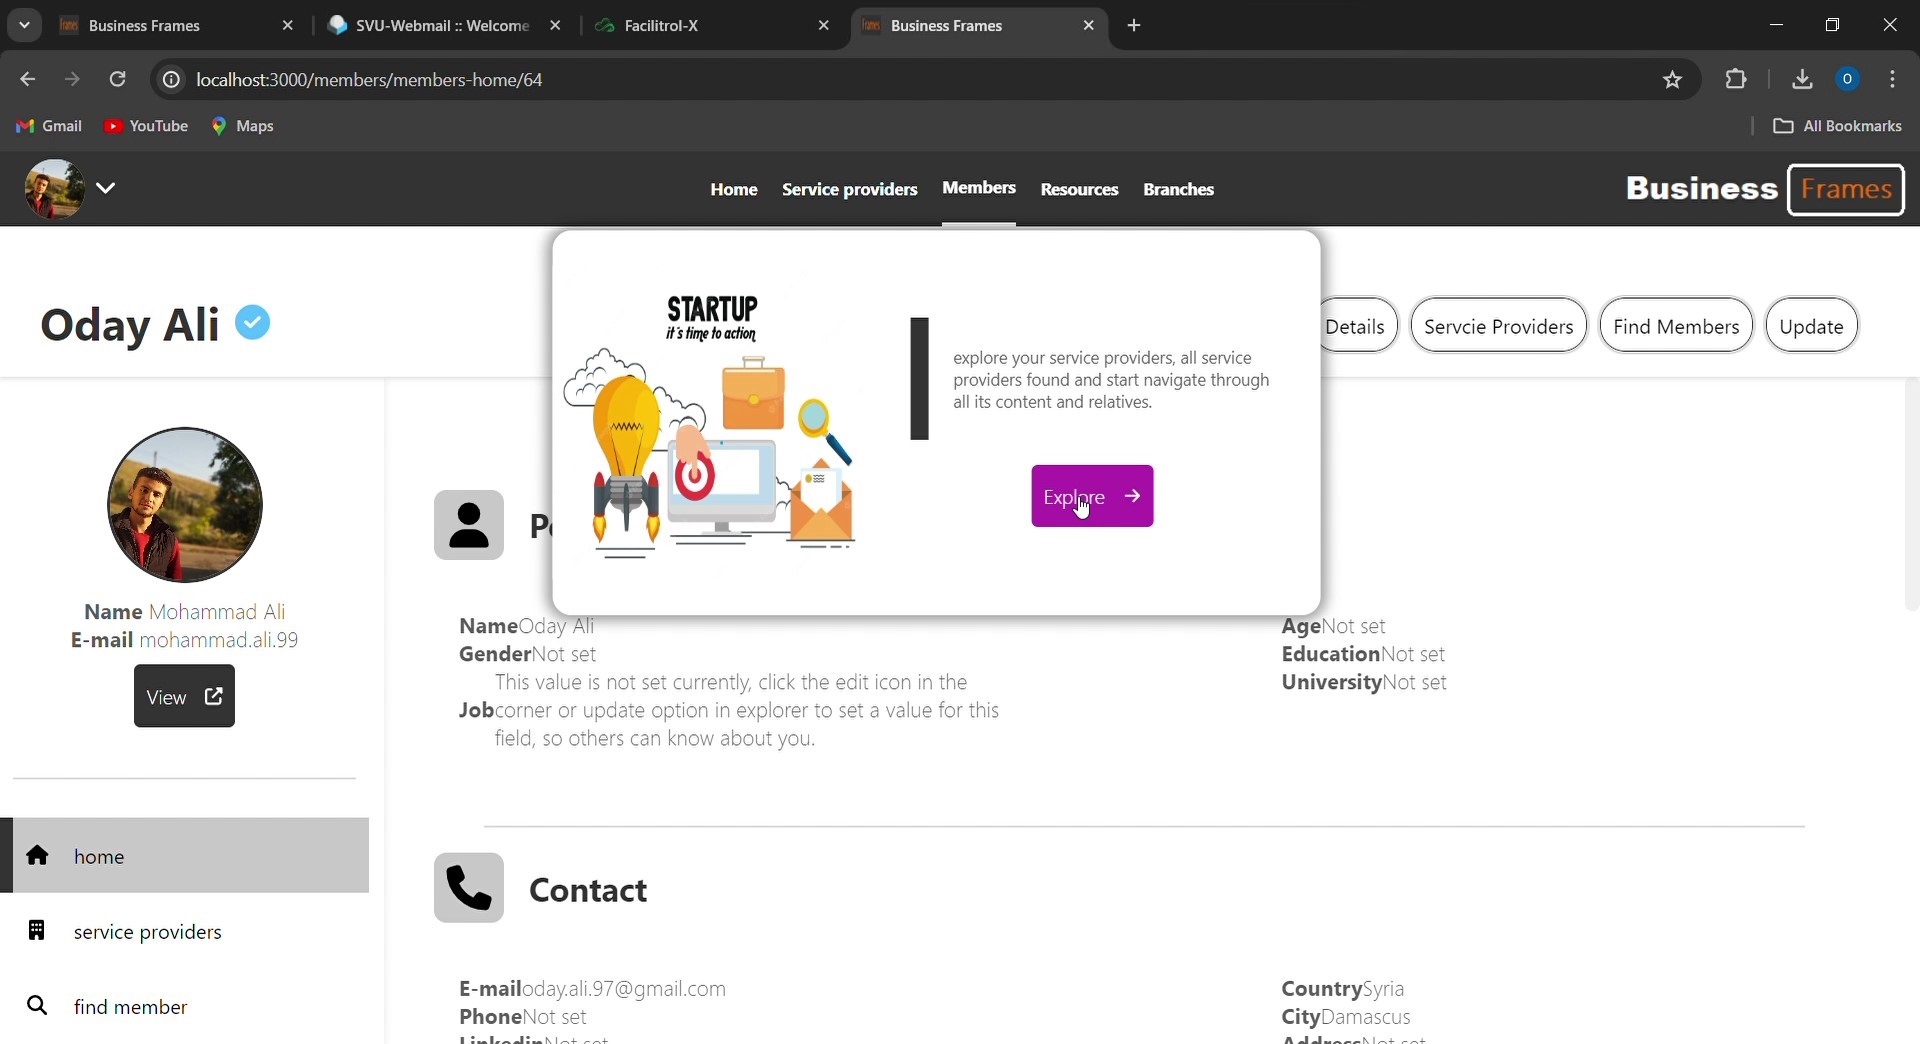 Business Frames
SVU-Webmail :: Welcome
Facilitrol-X
Business Frames
localhost:3000/members/members-home/64
O
Gmail
YouTube
Maps
All Bookmarks
Home
Service providers
Members
Resources
Branches
Business Frames
Oday Ali
Details
Servcie Providers
Find Members
Update
STARTUP
it's time to action
explore your service providers, all service
providers found and start navigate through
all its content and relatives.
Explore
Name Mohammad Ali
E-mail mohammad.ali.99
View
home
service providers
find member
NameOday Ali
GenderNot set
This value is not set currently, click the edit icon in the
Jobcorner or update option in explorer to set a value for this
field, so others can know about you.
AgeNot set
EducationNot set
UniversityNot set
Contact
E-mailoday.ali.97@gmail.com
PhoneNot set
LinkedinNot set
CountrySyria
CityDamascus
AddressNot set